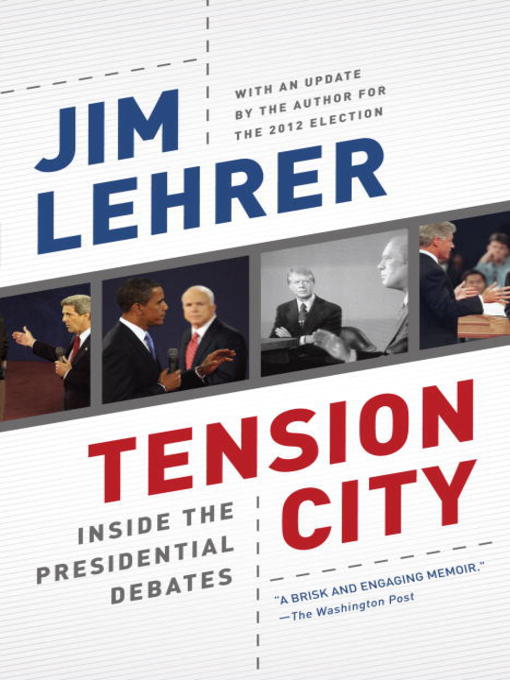 JIM
LEHRER
WITH AN UPDATE
BY THE AUTHOR FOR
THE 2012 ELECTION
TENSION
CITY
INSIDE THE
PRESIDENTIAL
DEBATES
"A BRISK AND ENGAGING MEMOIR."
—The Washington Post